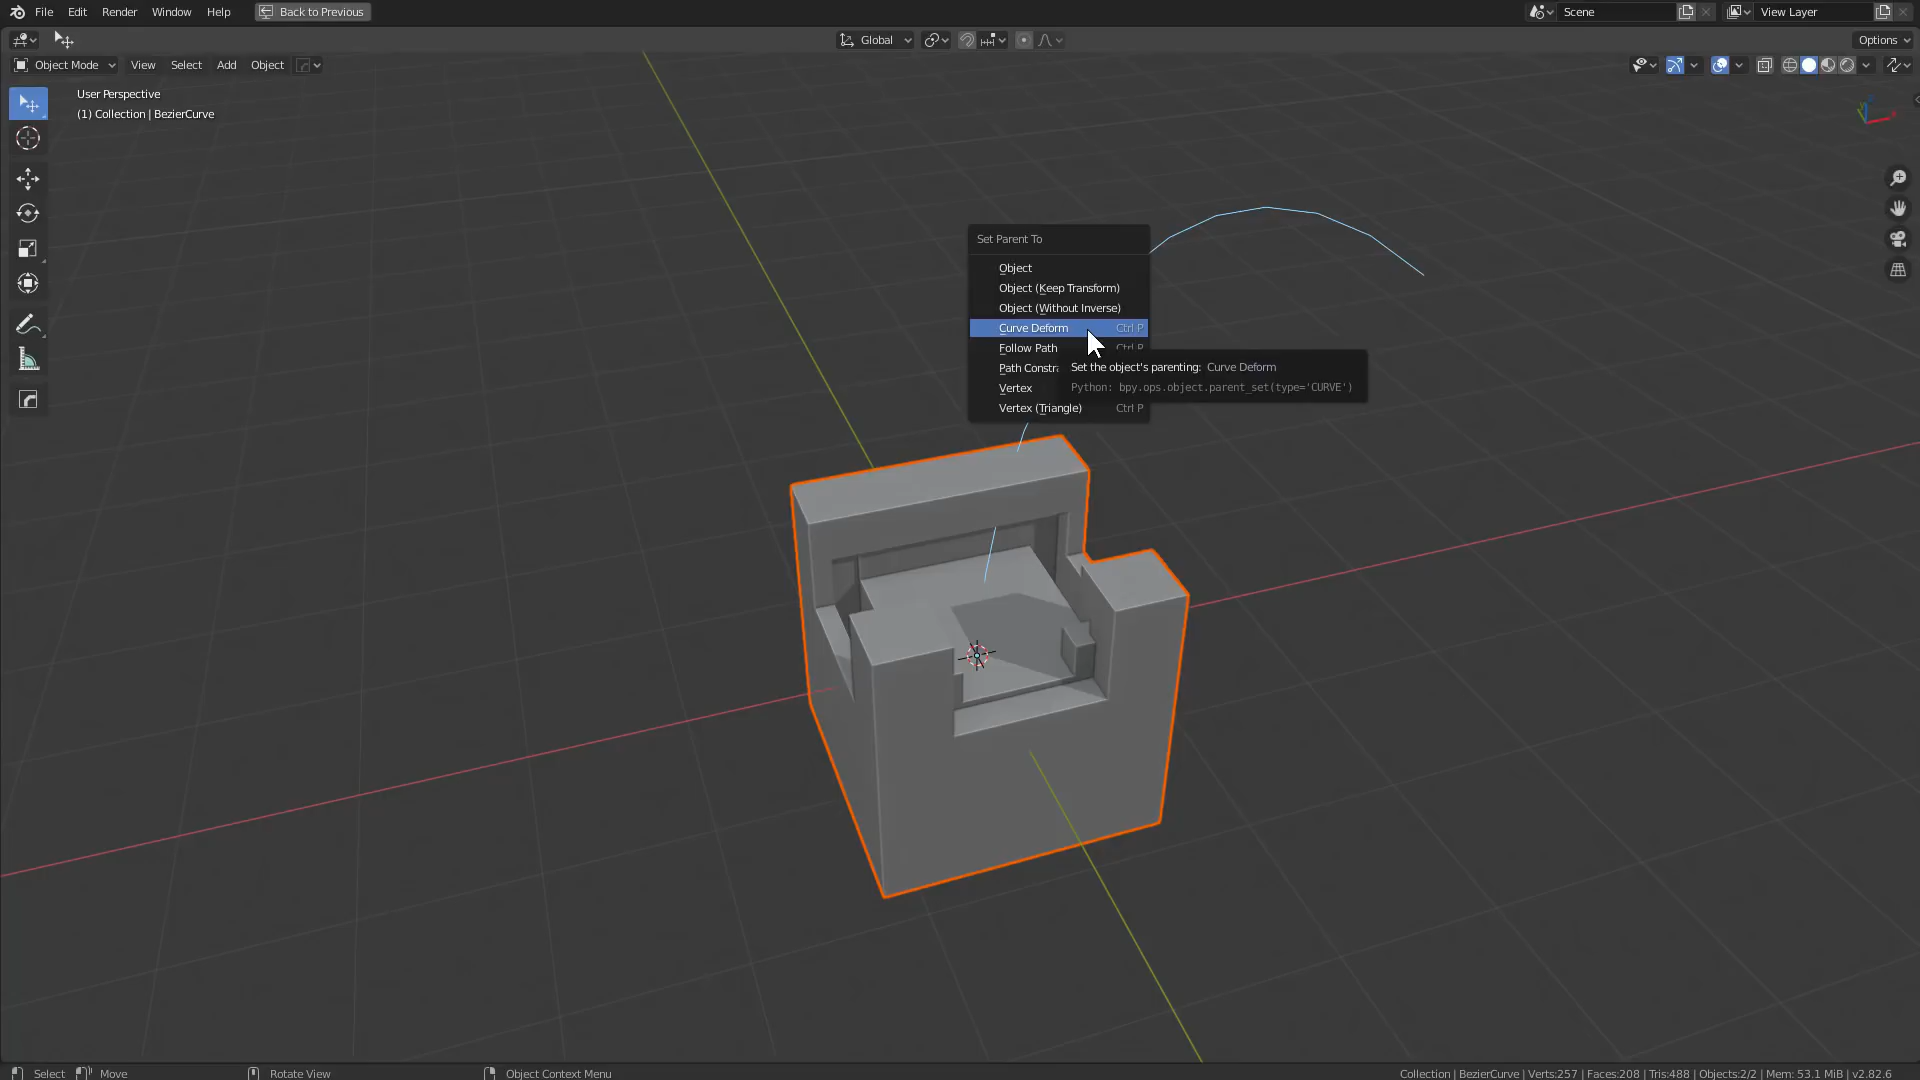 File Edit Render Window Help Back to Previous Scene View Layer
Global Options
Object Mode View Select Add Object
User Perspective
(1) Collection | BezierCurve
Set Parent To
Object
Object (Keep Transform)
Object (Without Inverse)
Curve Deform Ctrl P
Follow Path Ctrl P
Path Constra
Set the object's parenting: Curve Deform
Vertex
Python: bpy.ops.object.parent_set(type='CURVE')
Vertex (Triangle) Ctrl P
Select Move Rotate View Object Context Menu Collection | BezierCurve | Verts:257 | Faces:208 | Tris:488 | Objects:2/2 | Mem: 53.1 MiB | v2.82.6